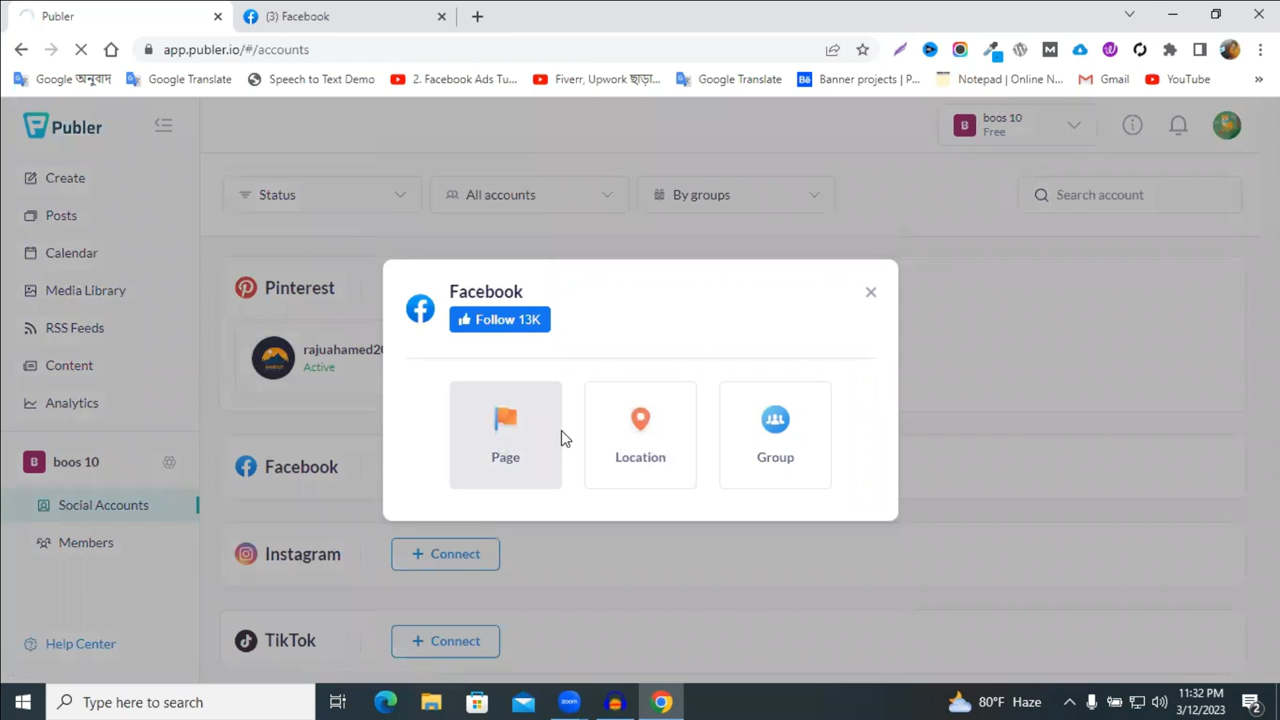 Publer
(3) Facebook
app.publer.io/#/accounts
Google অনুবাদ
Google Translate
Speech to Text Demo
2. Facebook Ads Tu...
Fiverr, Upwork ছাড়া...
Google Translate
Banner projects | P...
Notepad | Online N...
Gmail
YouTube
Publer
B boos 10
Free
Create
Posts
Calendar
Media Library
RSS Feeds
Content
Analytics
B boos 10
Social Accounts
Members
Help Center
Status
All accounts
By groups
Search account
Pinterest
rajuahamed20
Active
Facebook
Instagram
+ Connect
TikTok
+ Connect
Facebook
Follow 13K
Page
Location
Group
Type here to search
zoom
80°F Haze
11:32 PM
3/12/2023
2